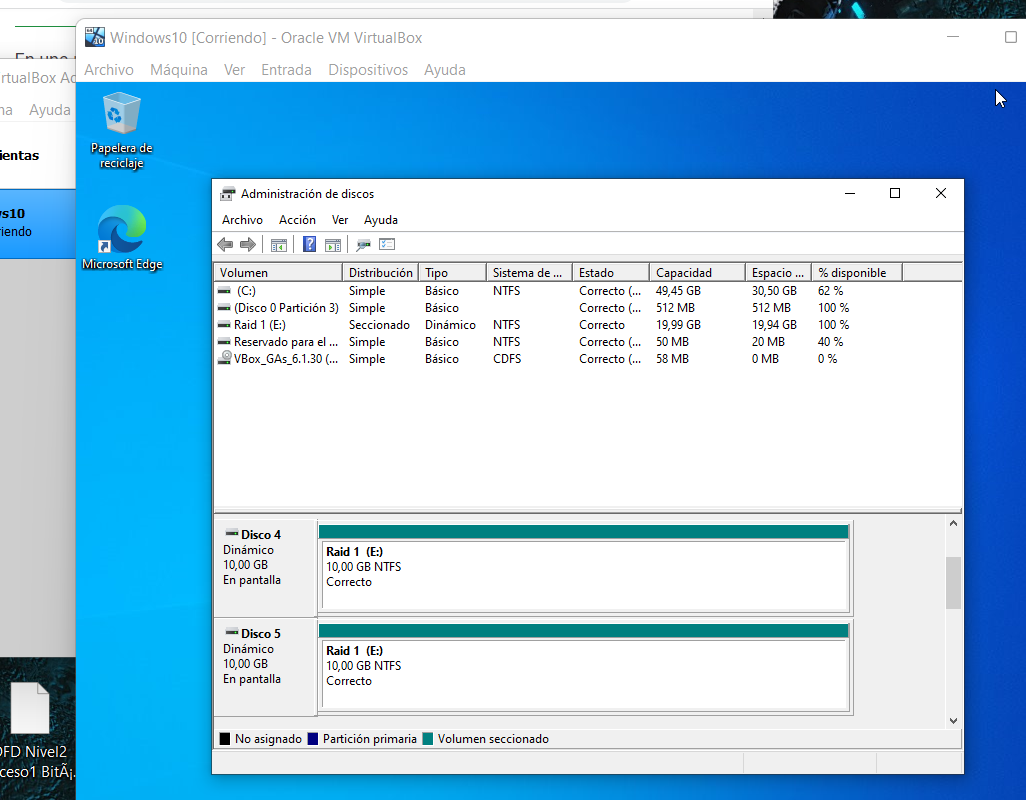 Windows10 [Corriendo] - Oracle VM VirtualBox
Archivo Máquina Ver Entrada Dispositivos Ayuda
En uno
rtualBox Ad
na Ayuda
ientas
ws10
riendo
Papelera de
reciclaje
Microsoft Edge
Administración de discos
Archivo Acción Ver Ayuda
Volumen Distribución Tipo Sistema de ... Estado Capacidad Espacio ... % disponible
(C:) Simple Básico NTFS Correcto (... 49,45 GB 30,50 GB 62 %
(Disco 0 Partición 3) Simple Básico Correcto (... 512 MB 512 MB 100 %
Raid 1 (E:) Seccionado Dinámico NTFS Correcto 19,99 GB 19,94 GB 100 %
Reservado para el ... Simple Básico NTFS Correcto (... 50 MB 20 MB 40 %
VBox_GAs_6.1.30 (... Simple Básico CDFS Correcto (... 58 MB 0 MB 0 %
Disco 4
Dinámico
10,00 GB
En pantalla
Raid 1 (E:)
10,00 GB NTFS
Correcto
Disco 5
Dinámico
10,00 GB
En pantalla
Raid 1 (E:)
10,00 GB NTFS
Correcto
No asignado Partición primaria Volumen seccionado
DFD Nivel2
ceso1 BitÃ¡.